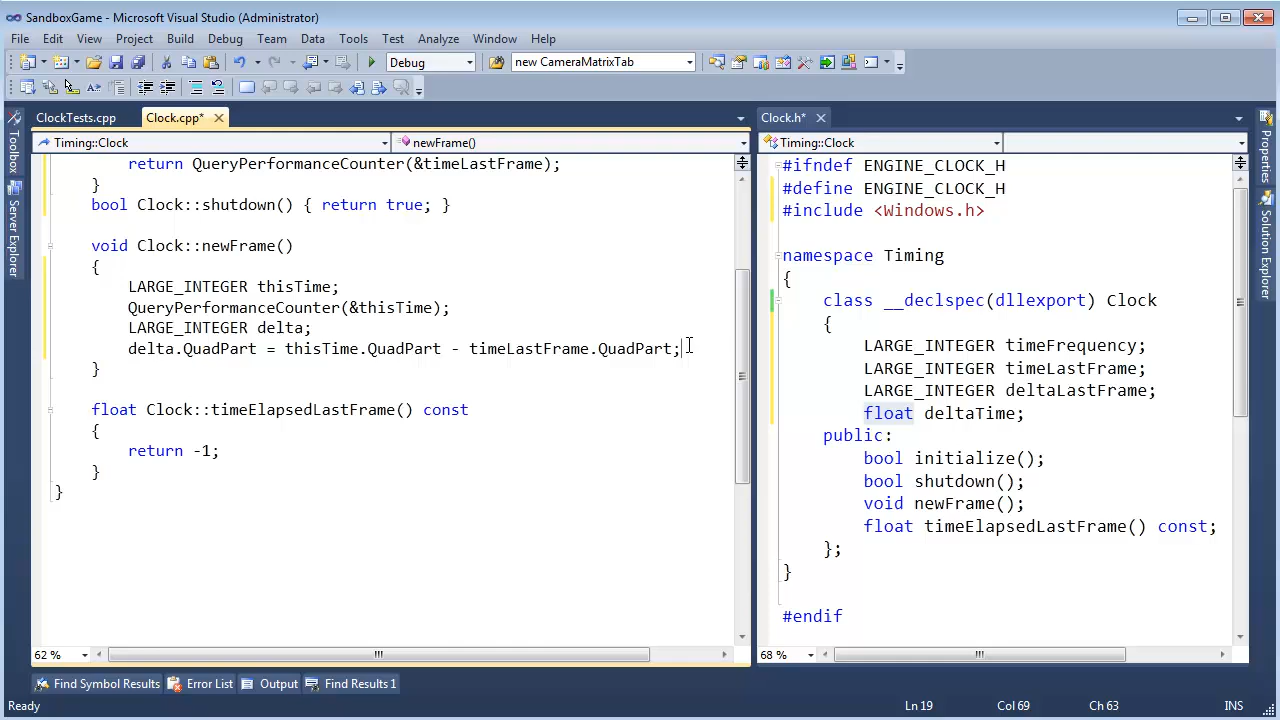 SandboxGame - Microsoft Visual Studio (Administrator)
File Edit View Project Build Debug Team Data Tools Test Analyze Window Help
Debug new CameraMatrixTab
ClockTests.cpp Clock.cpp* Clock.h*
Timing::Clock newFrame() Timing::Clock
Toolbox
Server Explorer
return QueryPerformanceCounter(&timeLastFrame);
}
bool Clock::shutdown() { return true; }
void Clock::newFrame()
{
LARGE_INTEGER thisTime;
QueryPerformanceCounter(&thisTime);
LARGE_INTEGER delta;
delta.QuadPart = thisTime.QuadPart - timeLastFrame.QuadPart;
}
float Clock::timeElapsedLastFrame() const
{
return -1;
}
}
62 %
#ifndef ENGINE_CLOCK_H
#define ENGINE_CLOCK_H
#include <Windows.h>
namespace Timing
{
class __declspec(dllexport) Clock
{
LARGE_INTEGER timeFrequency;
LARGE_INTEGER timeLastFrame;
LARGE_INTEGER deltaLastFrame;
float deltaTime;
public:
bool initialize();
bool shutdown();
void newFrame();
float timeElapsedLastFrame() const;
};
}
#endif
68 %
Properties
Solution Explorer
Find Symbol Results Error List Output Find Results 1
Ready Ln 19 Col 69 Ch 63 INS